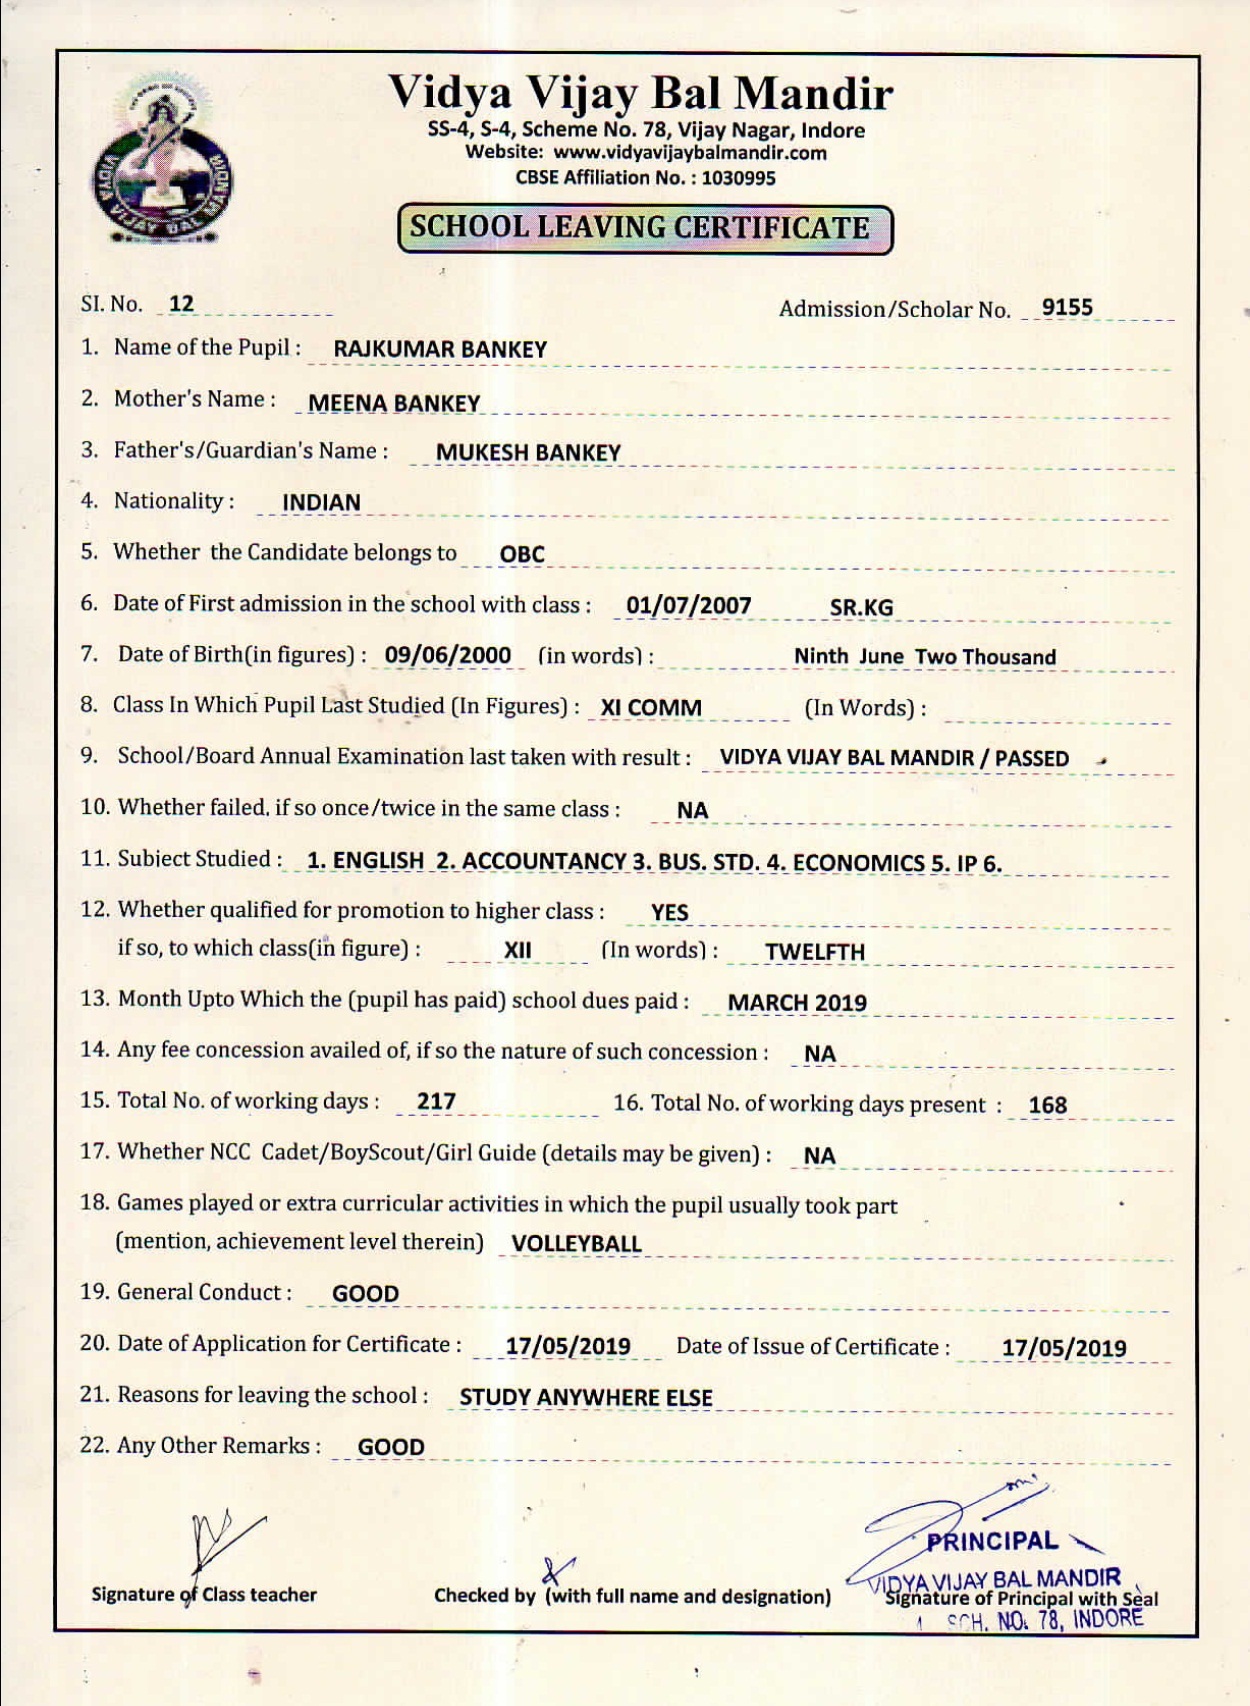 Vidya Vijay Bal Mandir
SS-4, S-4, Scheme No. 78, Vijay Nagar, Indore
Website: www.vidyavijaybalmandir.com
CBSE Affiliation No. : 1030995
VIDYA VIJAY BAL MANDIR
SCHOOL LEAVING CERTIFICATE
SI. No. 12 Admission/Scholar No. 9155
1. Name of the Pupil : RAJKUMAR BANKEY
2. Mother's Name : MEENA BANKEY
3. Father's/Guardian's Name : MUKESH BANKEY
4. Nationality : INDIAN
5. Whether the Candidate belongs to OBC
6. Date of First admission in the school with class : 01/07/2007 SR.KG
7. Date of Birth(in figures) : 09/06/2000 (in words) : Ninth June Two Thousand
8. Class In Which Pupil Last Studied (In Figures) : XI COMM (In Words) :
9. School/Board Annual Examination last taken with result : VIDYA VIJAY BAL MANDIR / PASSED
10. Whether failed, if so once/twice in the same class : NA
11. Subject Studied : 1. ENGLISH 2. ACCOUNTANCY 3. BUS. STD. 4. ECONOMICS 5. IP 6.
12. Whether qualified for promotion to higher class : YES
if so, to which class(in figure) : XII (In words) : TWELFTH
13. Month Upto Which the (pupil has paid) school dues paid : MARCH 2019
14. Any fee concession availed of, if so the nature of such concession : NA
15. Total No. of working days : 217 16. Total No. of working days present : 168
17. Whether NCC Cadet/BoyScout/Girl Guide (details may be given) : NA
18. Games played or extra curricular activities in which the pupil usually took part
(mention, achievement level therein) VOLLEYBALL
19. General Conduct : GOOD
20. Date of Application for Certificate : 17/05/2019 Date of Issue of Certificate : 17/05/2019
21. Reasons for leaving the school : STUDY ANYWHERE ELSE
22. Any Other Remarks : GOOD
PRINCIPAL
VIDYA VIJAY BAL MANDIR
Signature of Class teacher Checked by (with full name and designation) Signature of Principal with Seal
SCH. NO. 78, INDORE